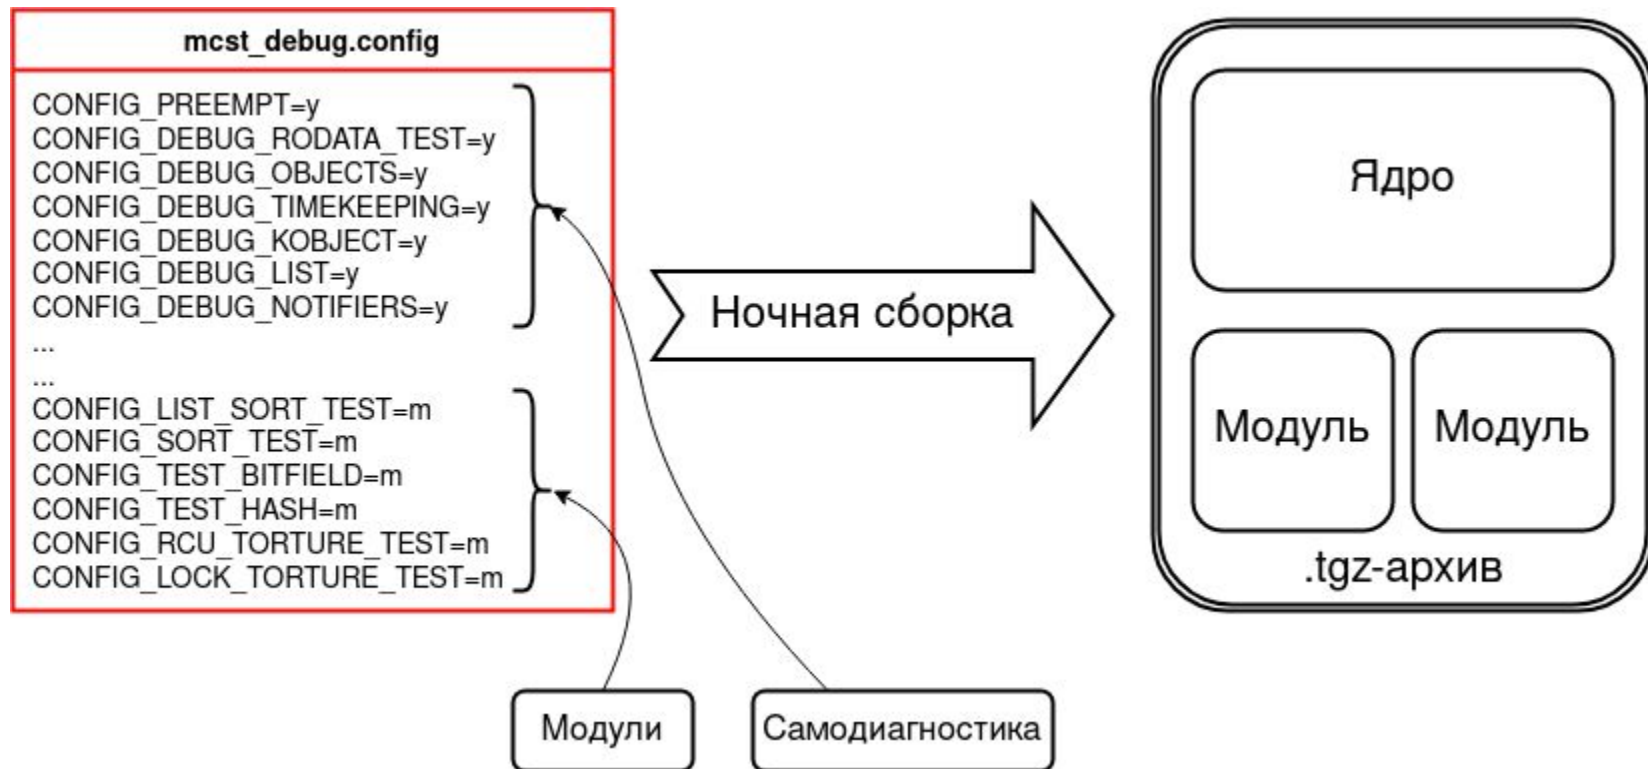 mcst_debug.config
CONFIG_PREEMPT=y
CONFIG_DEBUG_RODATA_TEST=y
CONFIG_DEBUG_OBJECTS=y
CONFIG_DEBUG_TIMEKEEPING=y
CONFIG_DEBUG_KOBJECT=y
CONFIG_DEBUG_LIST=y
CONFIG_DEBUG_NOTIFIERS=y
...
...
CONFIG_LIST_SORT_TEST=m
CONFIG_SORT_TEST=m
CONFIG_TEST_BITFIELD=m
CONFIG_TEST_HASH=m
CONFIG_RCU_TORTURE_TEST=m
CONFIG_LOCK_TORTURE_TEST=m
Модули
Самодиагностика
Ночная сборка
Ядро
Модуль
Модуль
.tgz-архив